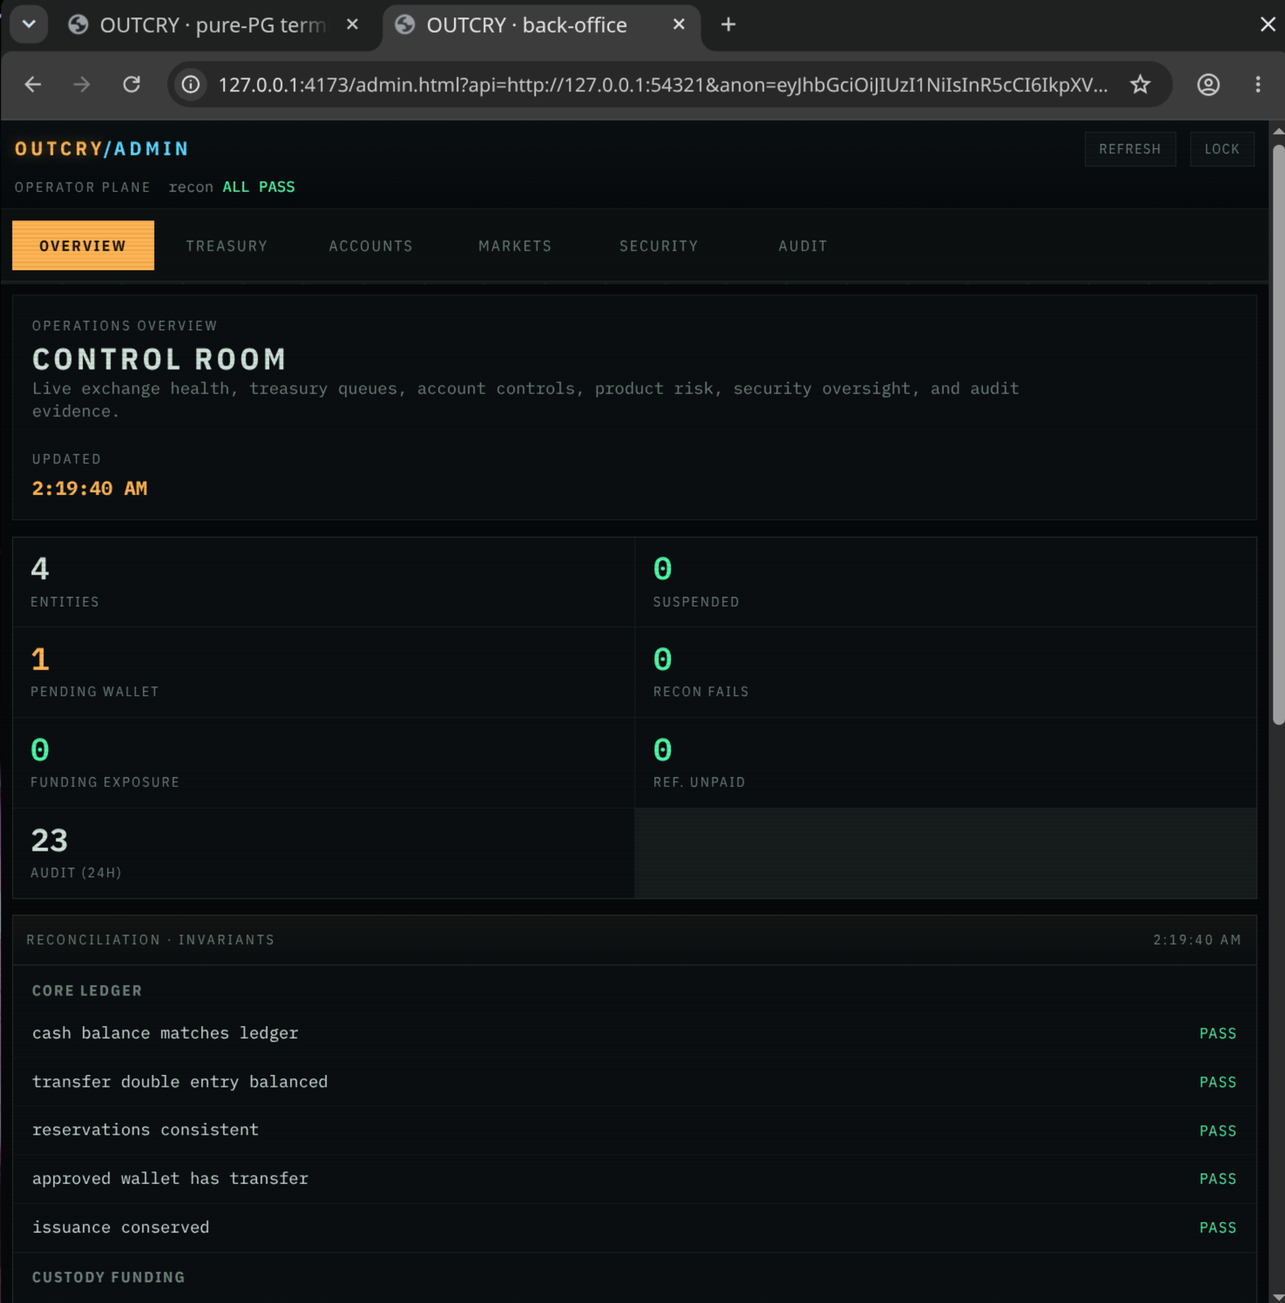 OUTCRY · pure-PG term
OUTCRY · back-office
127.0.0.1:4173/admin.html?api=http://127.0.0.1:54321&anon=eyJhbGciOiJIUzI1NiIsInR5cCI6IkpXV...
OUTCRY/ADMIN
REFRESH
LOCK
OPERATOR PLANE recon ALL PASS
OVERVIEW TREASURY ACCOUNTS MARKETS SECURITY AUDIT
OPERATIONS OVERVIEW
CONTROL ROOM
Live exchange health, treasury queues, account controls, product risk, security oversight, and audit
evidence.
UPDATED
2:19:40 AM
4
ENTITIES
0
SUSPENDED
1
PENDING WALLET
0
RECON FAILS
0
FUNDING EXPOSURE
0
REF. UNPAID
23
AUDIT (24H)
RECONCILIATION · INVARIANTS 2:19:40 AM
CORE LEDGER
cash balance matches ledger PASS
transfer double entry balanced PASS
reservations consistent PASS
approved wallet has transfer PASS
issuance conserved PASS
CUSTODY FUNDING